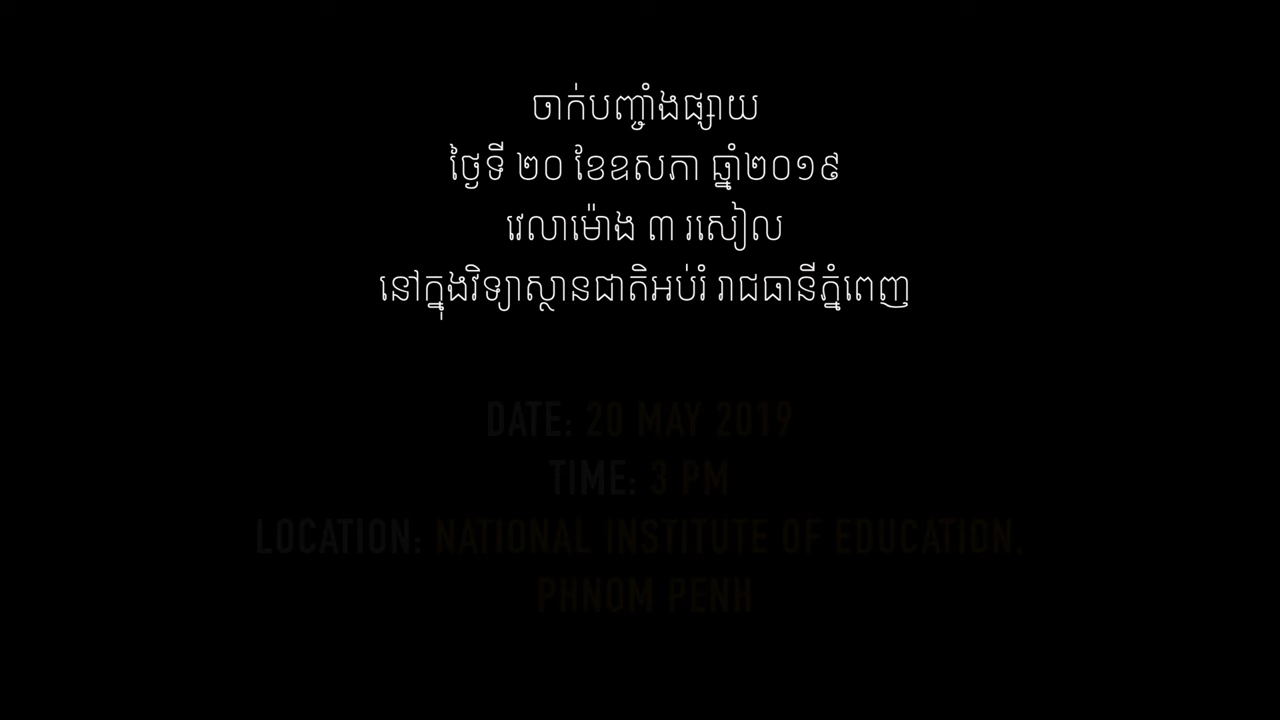 ចាក់បញ្ចាំងផ្សាយ
ថ្ងៃទី ២០ ខែឧសភា ឆ្នាំ២០១៩
វេលាម៉ោង ៣ រសៀល
នៅក្នុងវិទ្យាស្ថានជាតិអប់រំ រាជធានីភ្នំពេញ
DATE: 20 MAY 2019
TIME: 3 PM
LOCATION: NATIONAL INSTITUTE OF EDUCATION,
PHNOM PENH